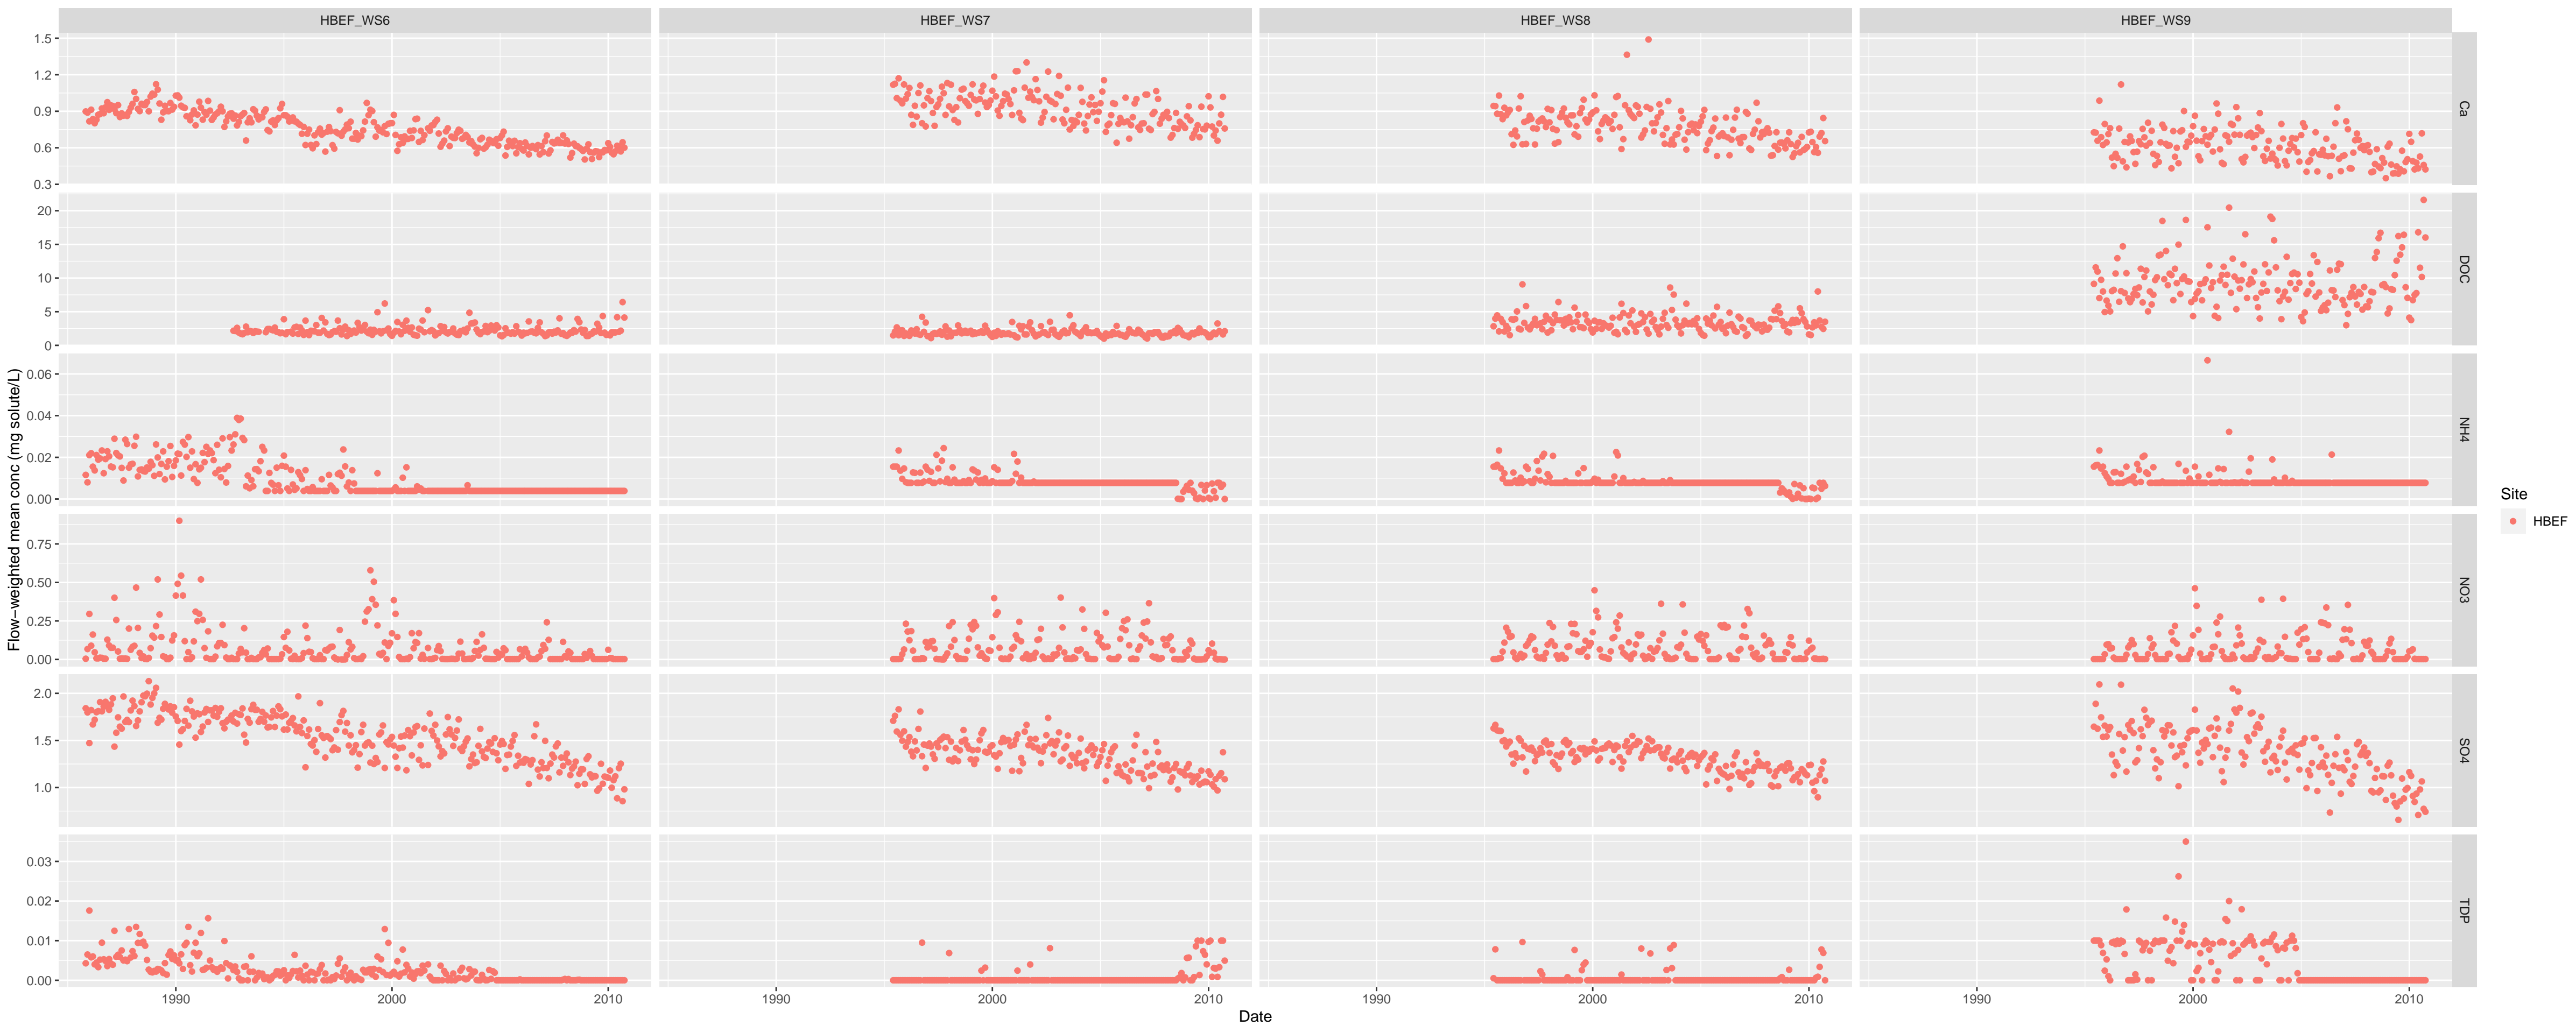 HBEF_WS6 HBEF_WS7 HBEF_WS8 HBEF_WS9
Flow−weighted mean conc (mg solute/L)
1.5
1.2
0.9
0.6
0.3
Ca
20
15
10
5
0
DOC
0.06
0.04
0.02
0.00
NH4
0.75
0.50
0.25
0.00
NO3
2.0
1.5
1.0
SO4
0.03
0.02
0.01
0.00
TDP
1990 2000 2010 1990 2000 2010 1990 2000 2010 1990 2000 2010
Date
Site
HBEF